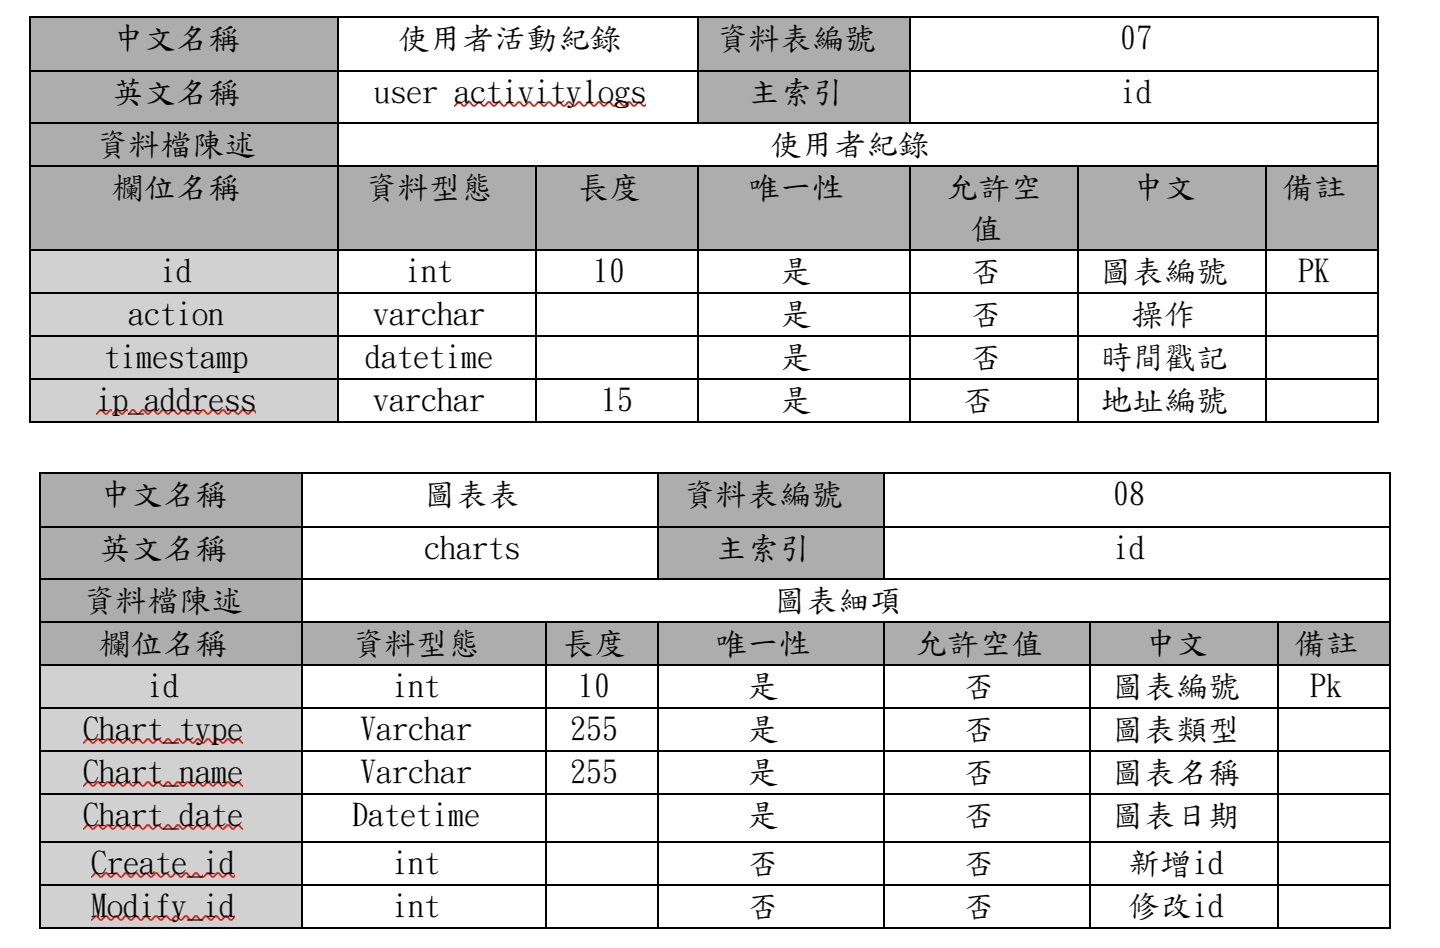 中文名稱 使用者活動紀錄 資料表編號 07
英文名稱 user activitylogs 主索引 id
資料檔陳述 使用者紀錄
欄位名稱 資料型態 長度 唯一性 允許空 中文 備註
值
id int 10 是 否 圖表編號 PK
action varchar 是 否 操作
timestamp datetime 是 否 時間戳記
ip_address varchar 15 是 否 地址編號
中文名稱 圖表表 資料表編號 08
英文名稱 charts 主索引 id
資料檔陳述 圖表細項
欄位名稱 資料型態 長度 唯一性 允許空值 中文 備註
id int 10 是 否 圖表編號 Pk
Chart_type Varchar 255 是 否 圖表類型
Chart_name Varchar 255 是 否 圖表名稱
Chart_date Datetime 是 否 圖表日期
Create_id int 否 否 新增id
Modify_id int 否 否 修改id